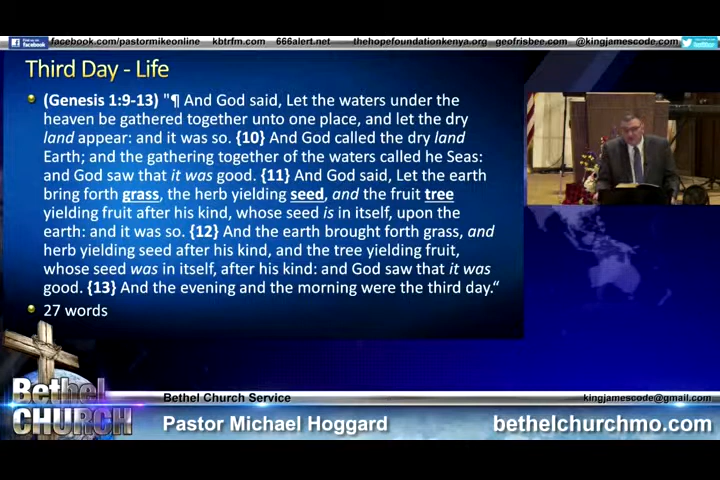 Find us on facebook facebook.com/pastormikeonline kbtrfm.com 666alert.net thehopefoundationkenya.org geofrisbee.com @kingjamescode.com twitter
Third Day - Life
(Genesis 1:9-13) "¶ And God said, Let the waters under the
heaven be gathered together unto one place, and let the dry
land appear: and it was so. {10} And God called the dry land
Earth; and the gathering together of the waters called he Seas:
and God saw that it was good. {11} And God said, Let the earth
bring forth grass, the herb yielding seed, and the fruit tree
yielding fruit after his kind, whose seed is in itself, upon the
earth: and it was so. {12} And the earth brought forth grass, and
herb yielding seed after his kind, and the tree yielding fruit,
whose seed was in itself, after his kind: and God saw that it was
good. {13} And the evening and the morning were the third day.“
27 words
Bethel
CHURCH
Bethel Church Service kingjamescode@gmail.com
Pastor Michael Hoggard bethelchurchmo.com